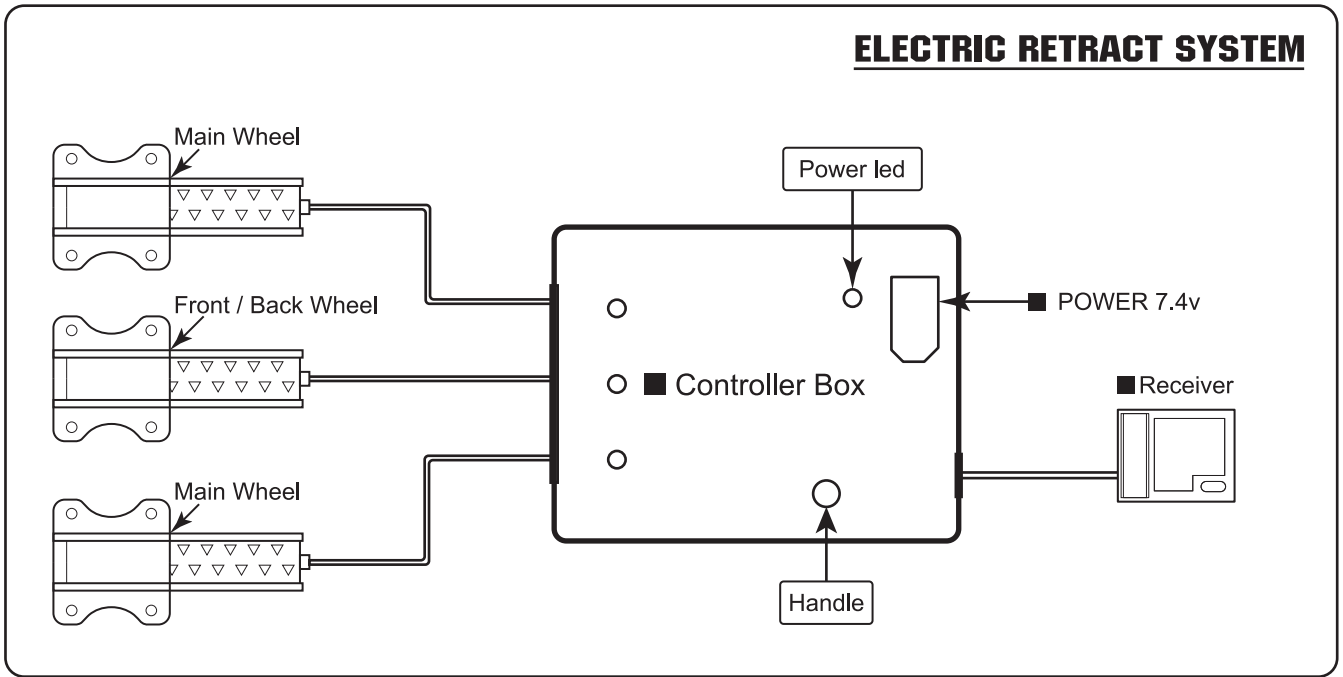 ELECTRIC RETRACT SYSTEM
Main Wheel
Power led
Front / Back Wheel
POWER 7.4v
Controller Box
Receiver
Main Wheel
Handle